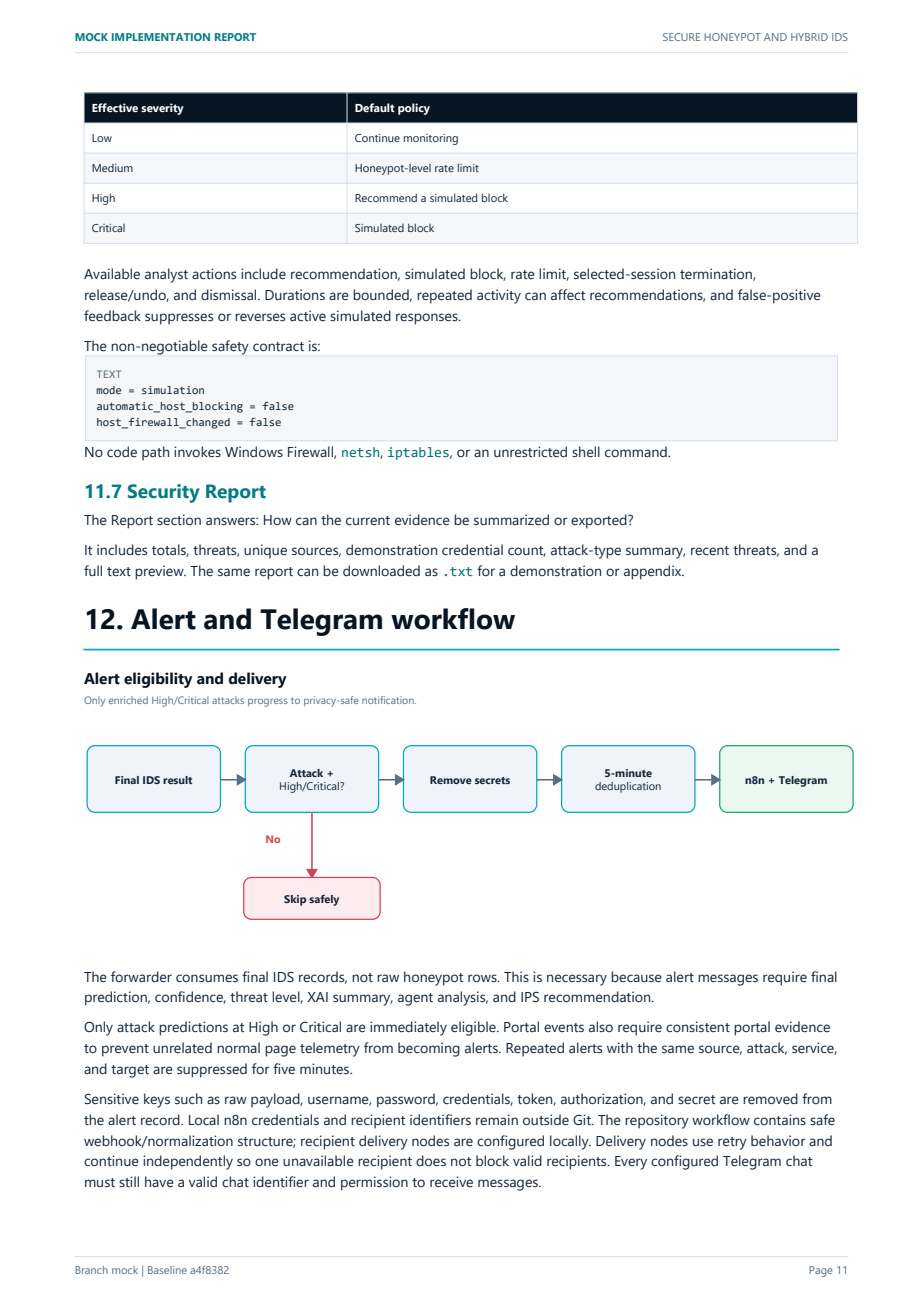 MOCK IMPLEMENTATION REPORT
SECURE HONEYPOT AND HYBRID IDS
Effective severity
Default policy
Low
Continue monitoring
Medium
Honeypot-level rate limit
High
Recommend a simulated block
Critical
Simulated block
Available analyst actions include recommendation, simulated block, rate limit, selected-session termination,
release/undo, and dismissal. Durations are bounded, repeated activity can affect recommendations, and false-positive
feedback suppresses or reverses active simulated responses.
The non-negotiable safety contract is:
TEXT
mode = simulation
automatic_host_blocking = false
host_firewall_changed = false
No code path invokes Windows Firewall, netsh, iptables, or an unrestricted shell command.
11.7 Security Report
The Report section answers: How can the current evidence be summarized or exported?
It includes totals, threats, unique sources, demonstration credential count, attack-type summary, recent threats, and a
full text preview. The same report can be downloaded as .txt for a demonstration or appendix.
12. Alert and Telegram workflow
Alert eligibility and delivery
Only enriched High/Critical attacks progress to privacy-safe notification.
Final IDS result
Attack +
High/Critical?
Remove secrets
5-minute
deduplication
n8n + Telegram
No
Skip safely
The forwarder consumes final IDS records, not raw honeypot rows. This is necessary because alert messages require final
prediction, confidence, threat level, XAI summary, agent analysis, and IPS recommendation.
Only attack predictions at High or Critical are immediately eligible. Portal events also require consistent portal evidence
to prevent unrelated normal page telemetry from becoming alerts. Repeated alerts with the same source, attack, service,
and target are suppressed for five minutes.
Sensitive keys such as raw payload, username, password, credentials, token, authorization, and secret are removed from
the alert record. Local n8n credentials and recipient identifiers remain outside Git. The repository workflow contains safe
webhook/normalization structure; recipient delivery nodes are configured locally. Delivery nodes use retry behavior and
continue independently so one unavailable recipient does not block valid recipients. Every configured Telegram chat
must still have a valid chat identifier and permission to receive messages.
Branch mock | Baseline a4f8382
Page 11